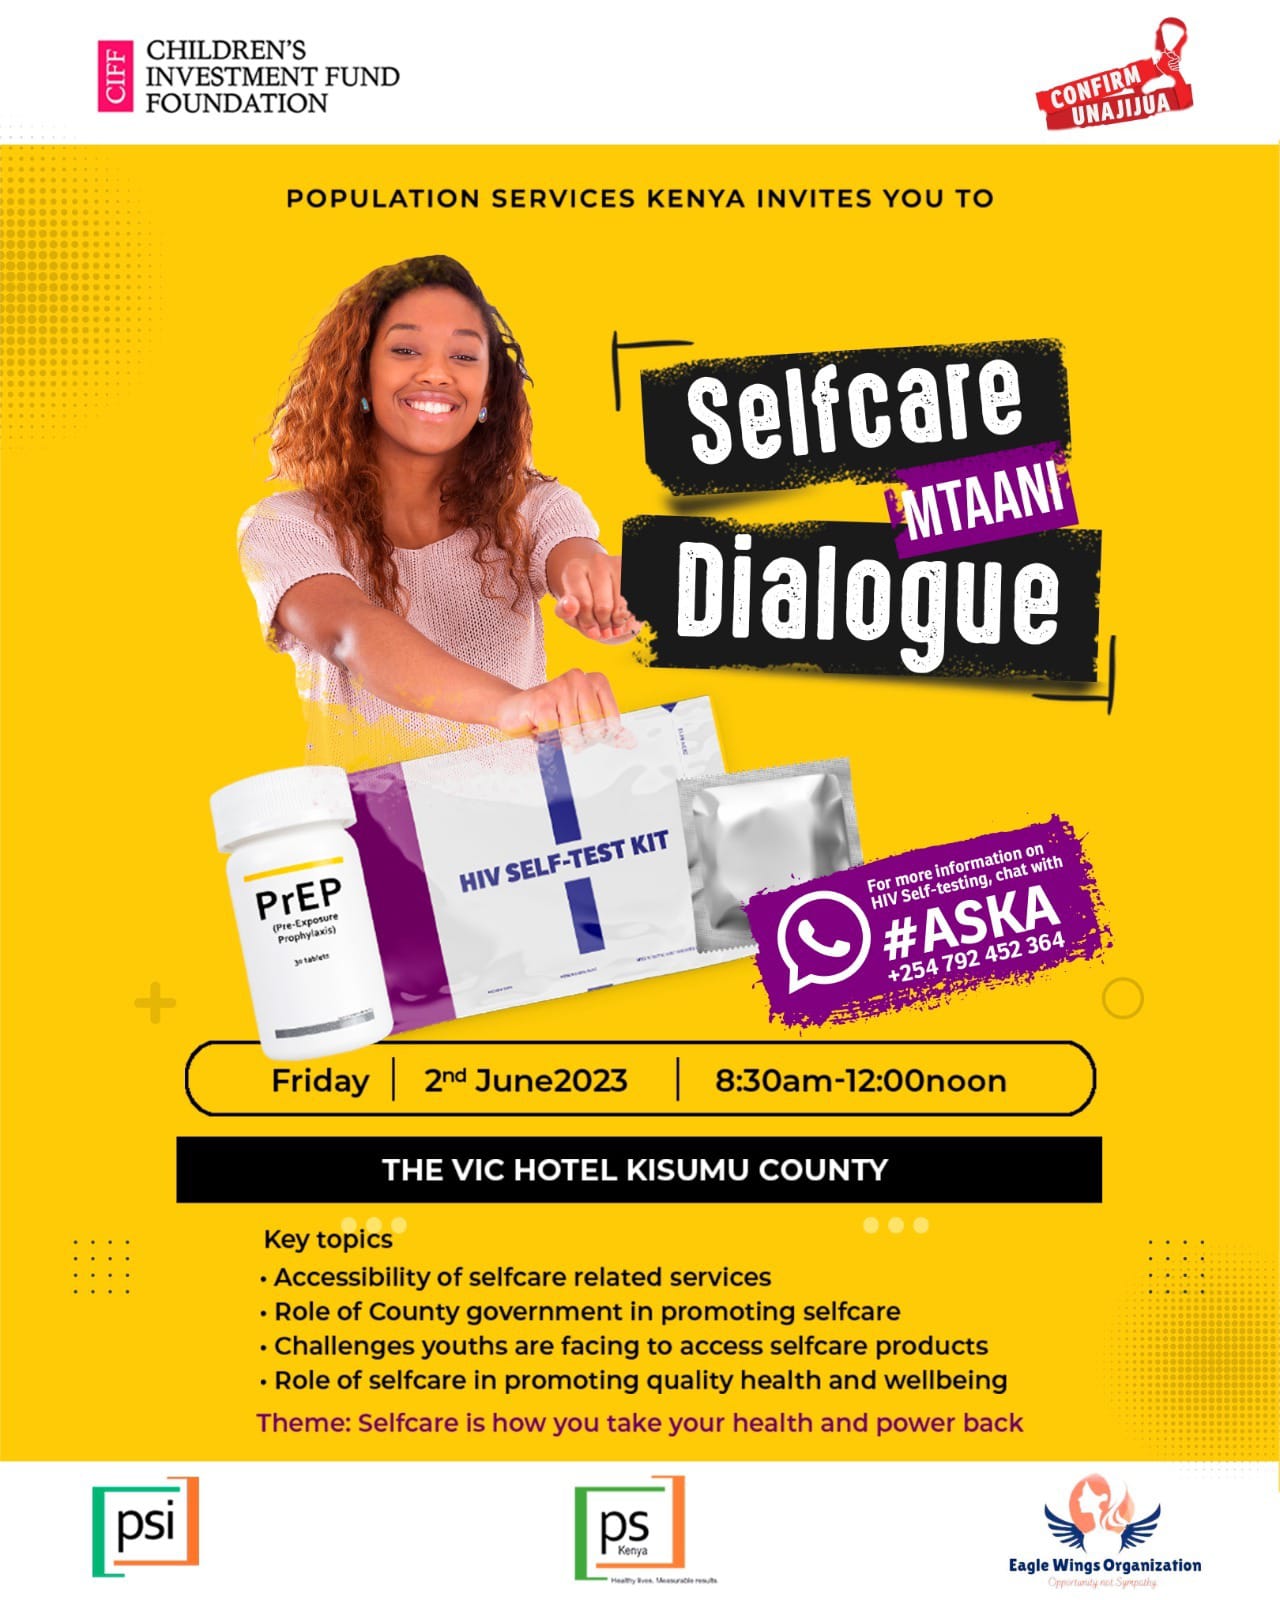 CIFF
CHILDREN'S
INVESTMENT FUND
FOUNDATION
CONFIRM
UNAJIJUA
POPULATION SERVICES KENYA INVITES YOU TO
Selfcare
MTAANI
Dialogue
PrEP
(Pre-Exposure
Prophylaxis)
30 tablets
HIV SELF-TEST KIT
For more information on
HIV Self-testing, chat with
#ASKA
+254 792 452 364
Friday | 2nd June2023 | 8:30am-12:00noon
THE VIC HOTEL KISUMU COUNTY
Key topics
• Accessibility of selfcare related services
• Role of County government in promoting selfcare
• Challenges youths are facing to access selfcare products
• Role of selfcare in promoting quality health and wellbeing
Theme: Selfcare is how you take your health and power back
psi
ps
Kenya
Healthy lives. Measurable results.
Eagle Wings Organization
Opportunity not Sympathy.